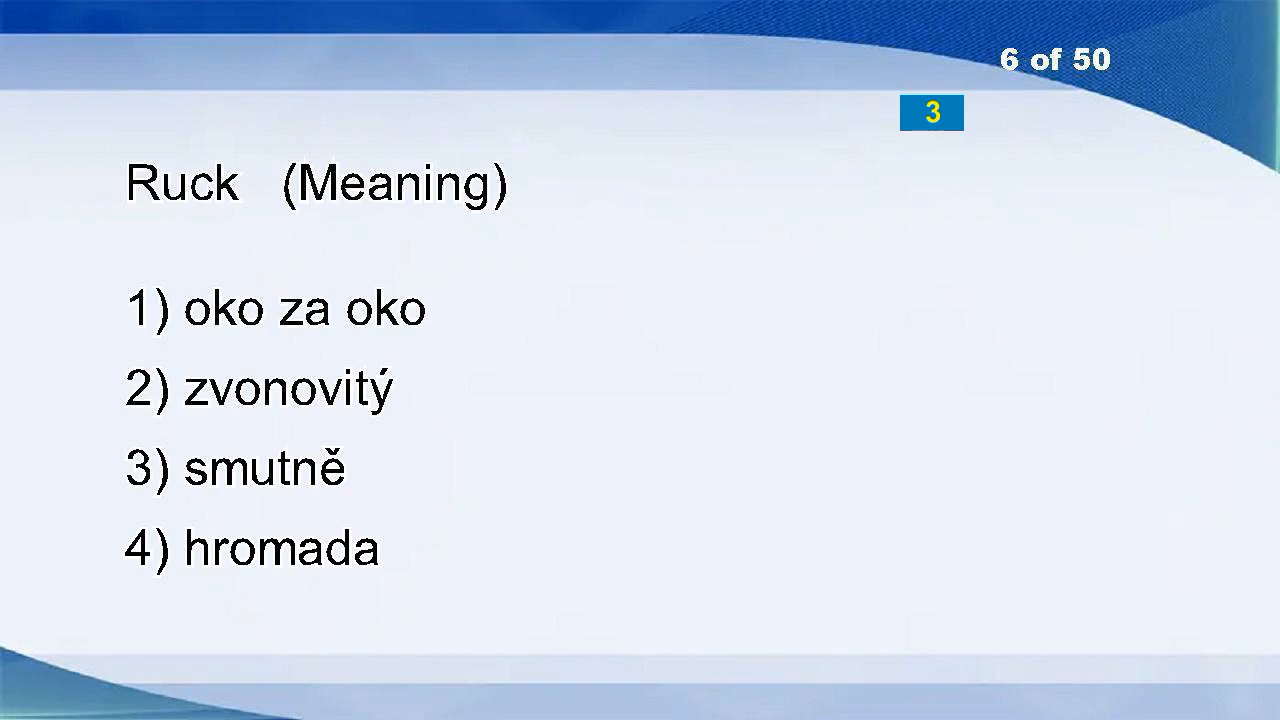 6 of 50
3
Ruck (Meaning)
1) oko za oko
2) zvonovitý
3) smutně
4) hromada